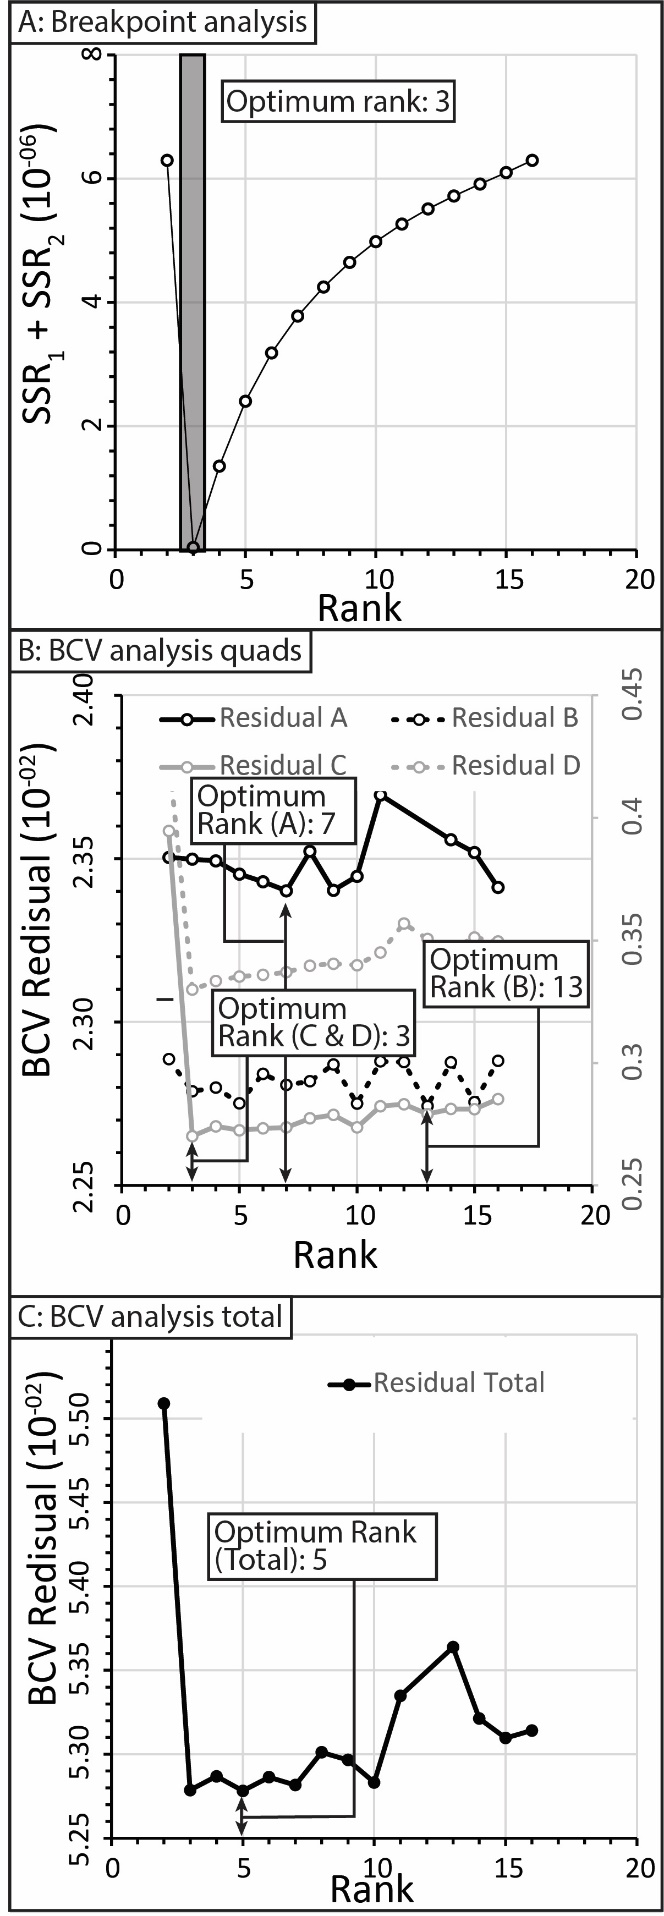 A: Breakpoint analysis
Optimum rank: 3
SSR1 + SSR2 (10-06)
8
6
4
2
0
0 5 10 15 20
Rank
B: BCV analysis quads
BCV Redisual (10-02)
2.40
2.35
2.30
2.25
0.45
0.4
0.35
0.3
0.25
Residual A Residual B
Residual C Residual D
Optimum
Rank (A): 7
Optimum
Rank (B): 13
Optimum
Rank (C & D): 3
0 5 10 15 20
Rank
C: BCV analysis total
BCV Redisual (10-02)
5.50
5.45
5.40
5.35
5.30
5.25
Residual Total
Optimum Rank
(Total): 5
0 5 10 15 20
Rank